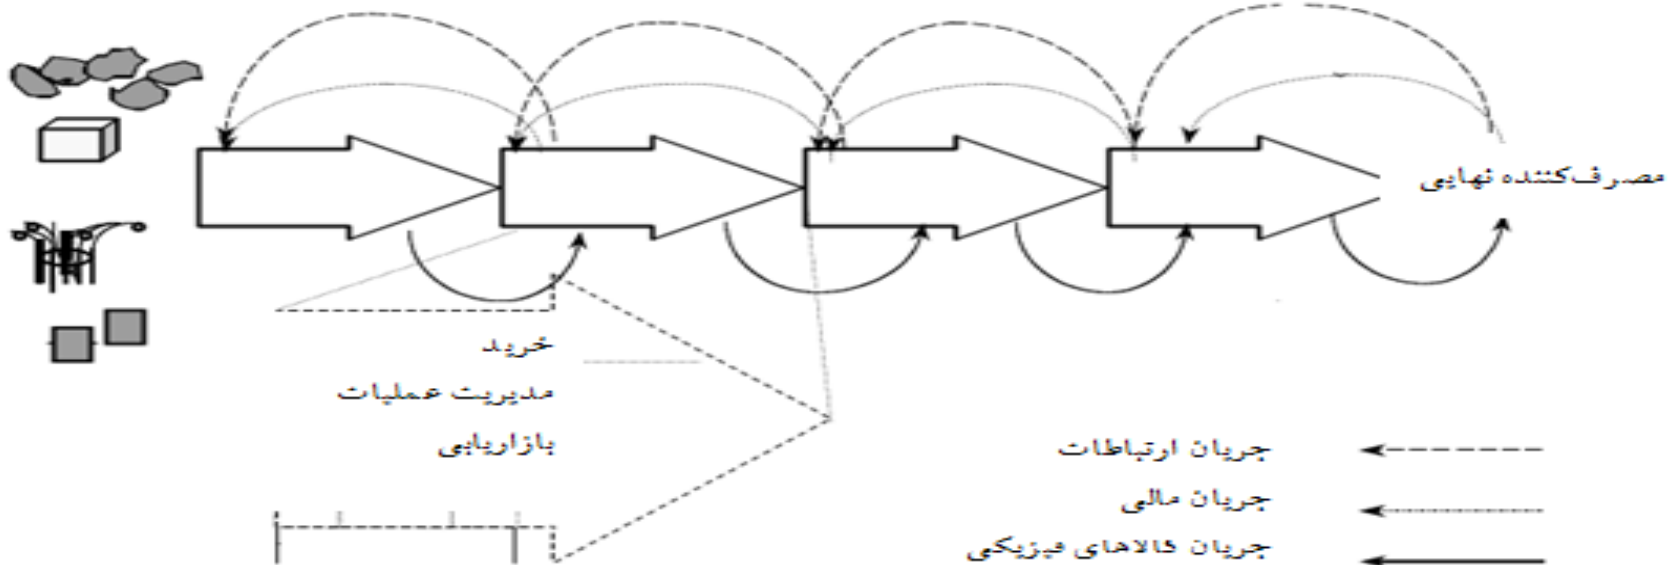 مصرف‌کننده نهایی
خرید
مدیریت عملیات
بازاریابی
جریان ارتباطات
جریان مالی
جریان کالاهای فیزیکی